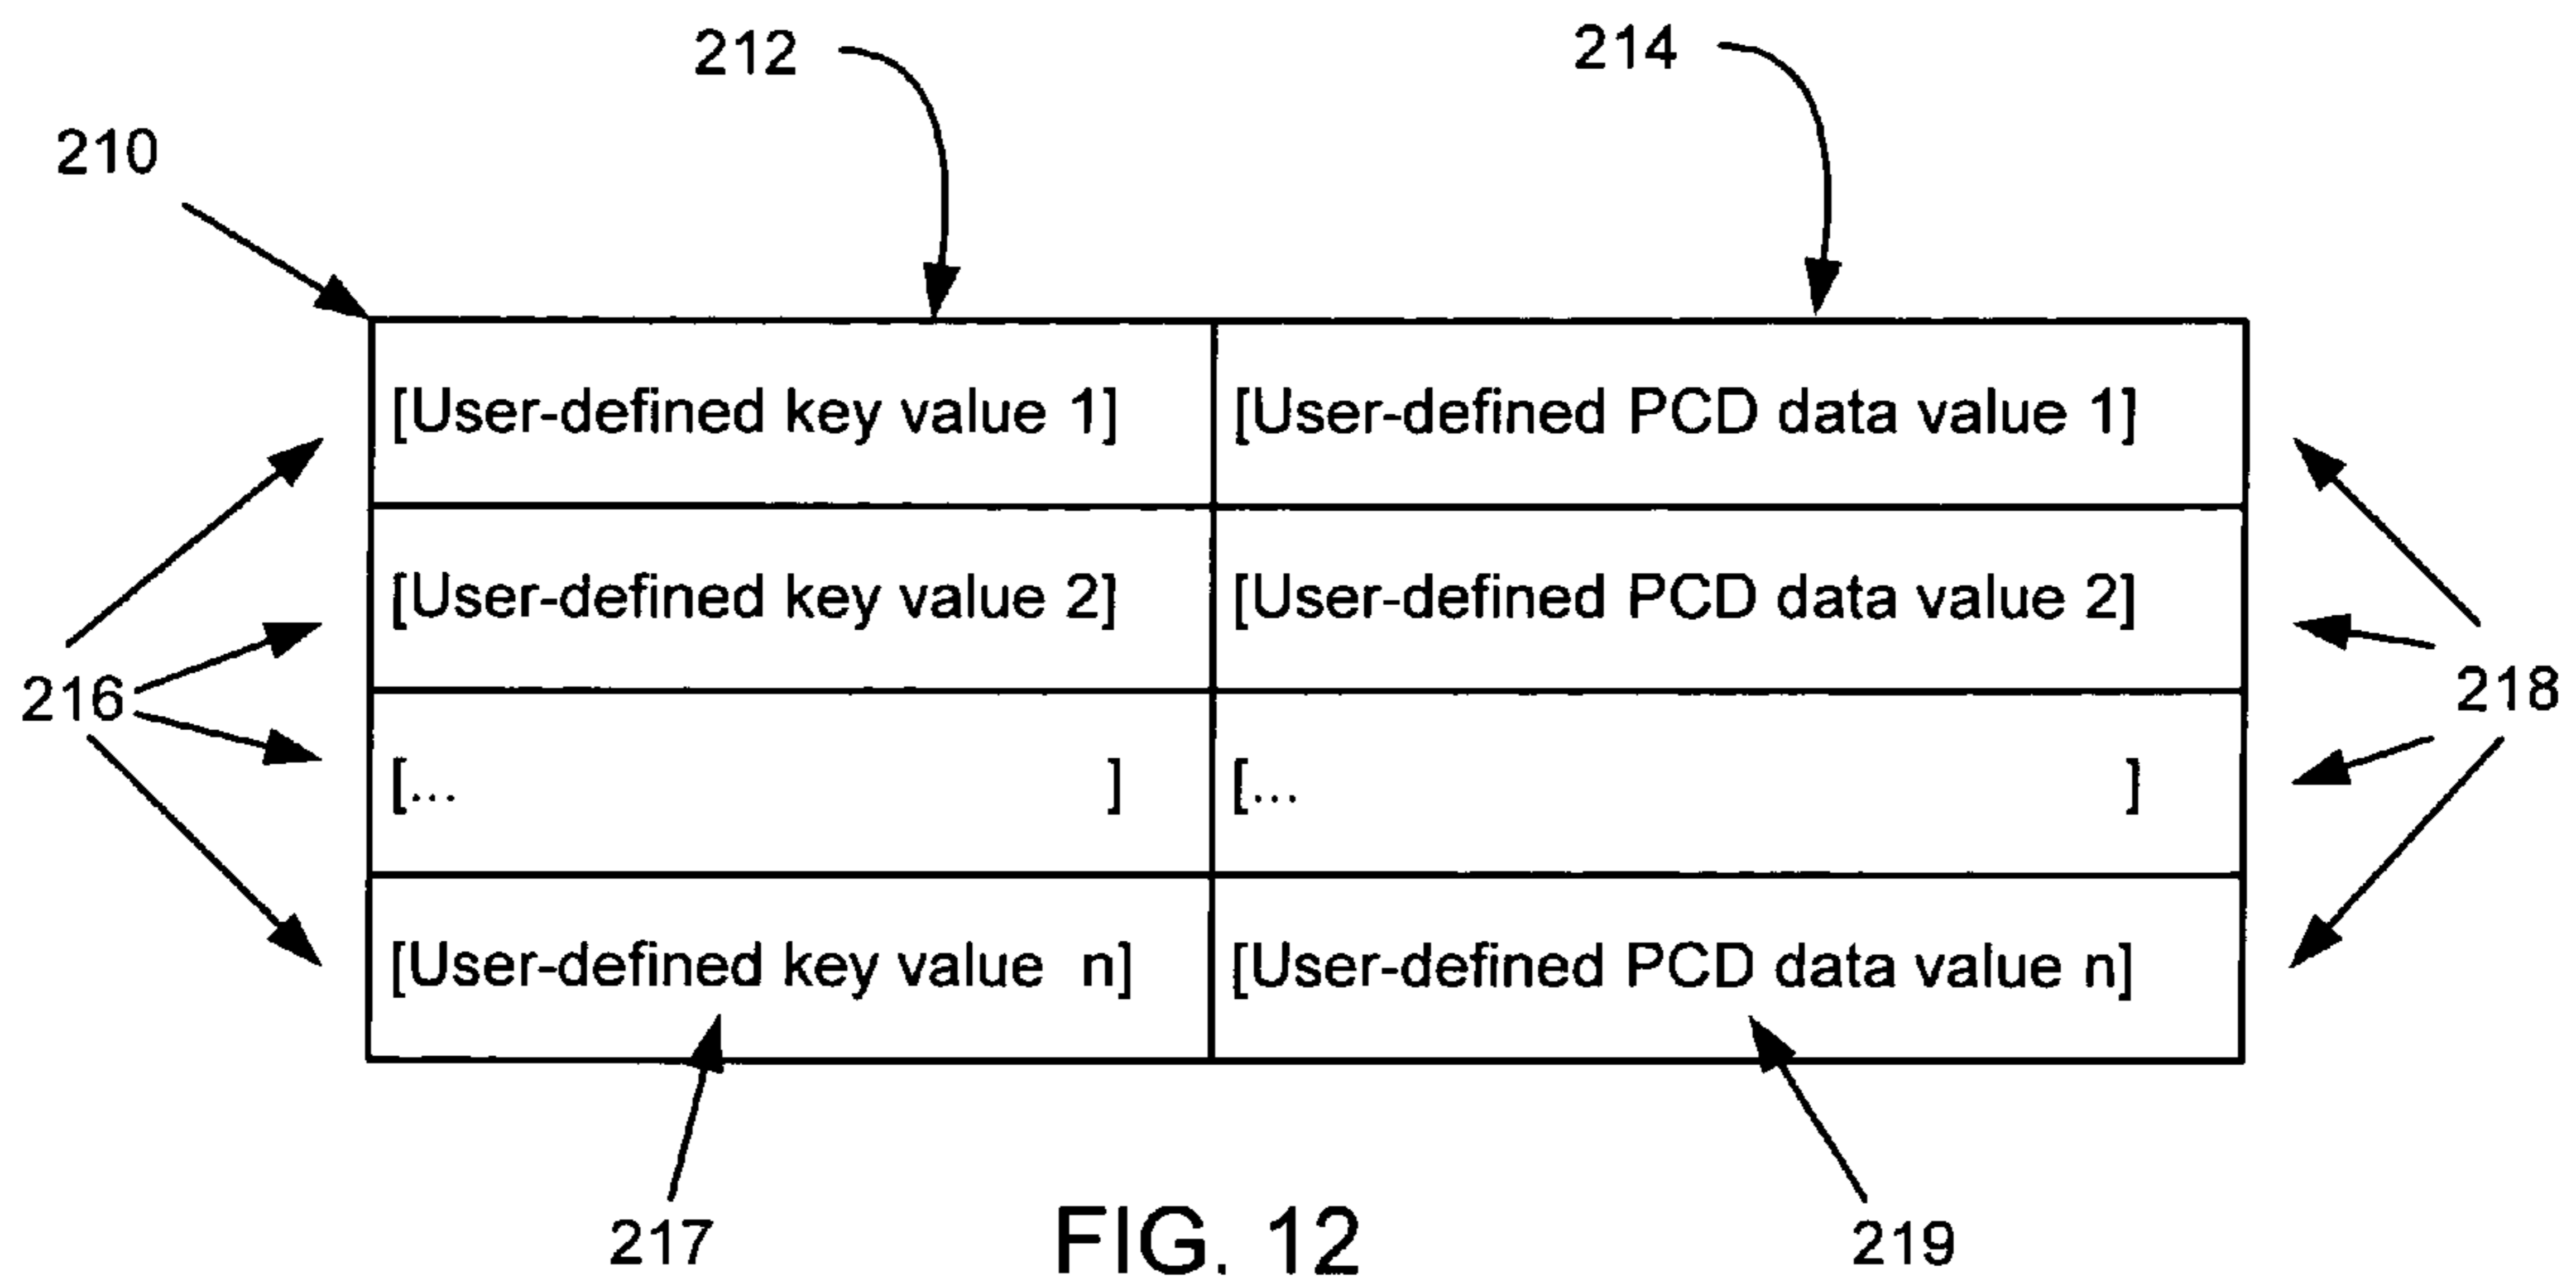 212
214
210
[User-defined key value 1] [User-defined PCD data value 1]
[User-defined key value 2] [User-defined PCD data value 2]
216
218
[... ] [... ]
[User-defined key value n] [User-defined PCD data value n]
217
FIG. 12
219